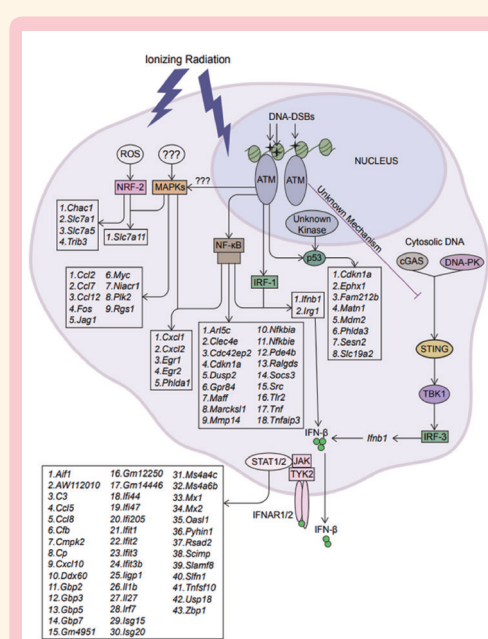 Ionizing Radiation
DNA-DSBs
NUCLEUS
ROS
???
ATM
ATM
???
NRF-2
MAPKs
Unknown Mechanism
Unknown
Kinase
Cytosolic DNA
1.Chac1
2.Slc7a1
3.Slc7a5
4.Trib3
1.Slc7a11
NF-κB
p53
cGAS
DNA-PK
IRF-1
1.Ccl2
2.Ccl7
3.Ccl12
4.Fos
5.Jag1
6.Myc
7.Niacr1
8.Plk2
9.Rgs1
1.Ifnb1
2.Irg1
1.Cdkn1a
2.Ephx1
3.Fam212b
4.Matn1
5.Mdm2
6.Phlda3
7.Sesn2
8.Slc19a2
1.Cxcl1
2.Cxcl2
3.Egr1
4.Egr2
5.Phlda1
1.Arl5c
2.Clec4e
3.Cdc42ep2
4.Cdkn1a
5.Dusp2
6.Gpr84
7.Maff
8.Marcksl1
9.Mmp14
10.Nfkbie
11.Nfkbie
12.Pde4b
13.Ralgds
14.Socs3
15.Src
16.Tlr2
17.Tnf
18.Tnfaip3
STING
TBK1
IRF-3
Ifnb1
IFN-β
STAT1/2
JAK
TYK2
IFNAR1/2
IFN-β
1.Aif1
2.AW112010
3.C3
4.Ccl5
5.Ccl8
6.Cfb
7.Cmpk2
8.Cp
9.Cxcl10
10.Ddx60
11.Gbp2
12.Gbp3
13.Gbp5
14.Gbp7
15.Gm4951
16.Gm12250
17.Gm14446
18.Ifi44
19.Ifi47
20.Ifi205
21.Ifit1
22.Ifit2
23.Ifit3
24.Ifit3b
25.Iigp1
26.Il1b
27.Il27
28.Irf7
29.Isg15
30.Isg20
31.Ms4a4c
32.Ms4a6b
33.Mx1
34.Mx2
35.Oasl1
36.Pyhin1
37.Rsad2
38.Scimp
39.Slamf8
40.Slfn1
41.Tnfsf10
42.Usp18
43.Zbp1